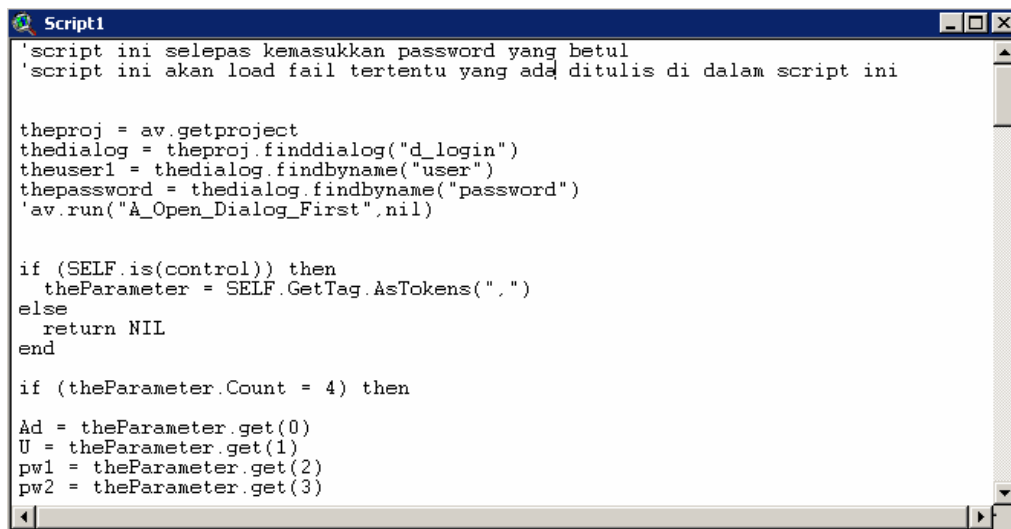 Script1
'script ini selepas kemasukkan password yang betul
'script ini akan load fail tertentu yang ada ditulis di dalam script ini
theproj = av.getproject
thedialog = theproj.finddialog("d_login")
theuser1 = thedialog.findbyname("user")
thepassword = thedialog.findbyname("password")
'av.run("A_Open_Dialog_First",nil)
if (SELF.is(control)) then
  theParameter = SELF.GetTag.AsTokens(",")
else
  return NIL
end
if (theParameter.Count = 4) then
Ad = theParameter.get(0)
U = theParameter.get(1)
pw1 = theParameter.get(2)
pw2 = theParameter.get(3)